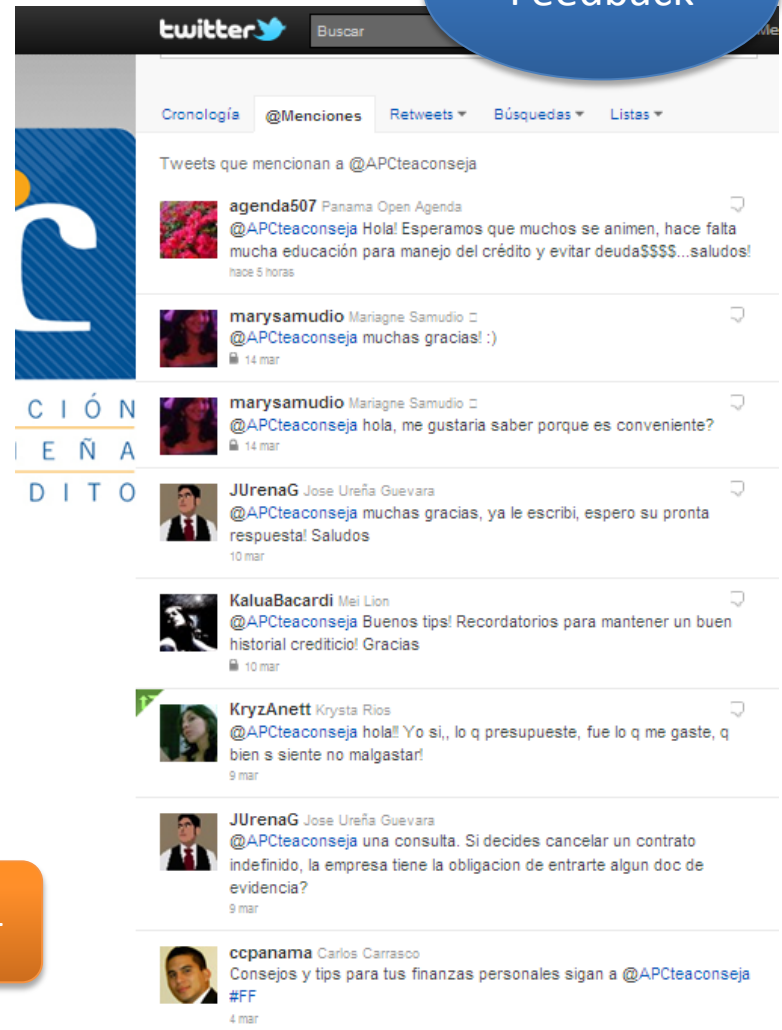 Feedback
twitter
Buscar
Me
Cronología @Menciones Retweets Búsquedas Listas
Tweets que mencionan a @APCteaconseja
agenda507 Panama Open Agenda
@APCteaconseja Hola! Esperamos que muchos se animen, hace falta
mucha educación para manejo del crédito y evitar deuda$$$$...saludos!
hace 5 horas
marysamudio Mariagne Samudio □
@APCteaconseja muchas gracias! :)
14 mar
marysamudio Mariagne Samudio □
@APCteaconseja hola, me gustaria saber porque es conveniente?
14 mar
CIÓN
EÑA
DITO
JUrenaG Jose Ureña Guevara
@APCteaconseja muchas gracias, ya le escribi, espero su pronta
respuesta! Saludos
10 mar
KaluaBacardi Mei Lion
@APCteaconseja Buenos tips! Recordatorios para mantener un buen
historial crediticio! Gracias
10 mar
KryzAnett Krysta Rios
@APCteaconseja hola!! Yo si,, lo q presupueste, fue lo q me gaste, q
bien s siente no malgastar!
9 mar
JUrenaG Jose Ureña Guevara
@APCteaconseja una consulta. Si decides cancelar un contrato
indefinido, la empresa tiene la obligacion de entrarte algun doc de
evidencia?
9 mar
ccpanama Carlos Carrasco
Consejos y tips para tus finanzas personales sigan a @APCteaconseja
#FF
4 mar